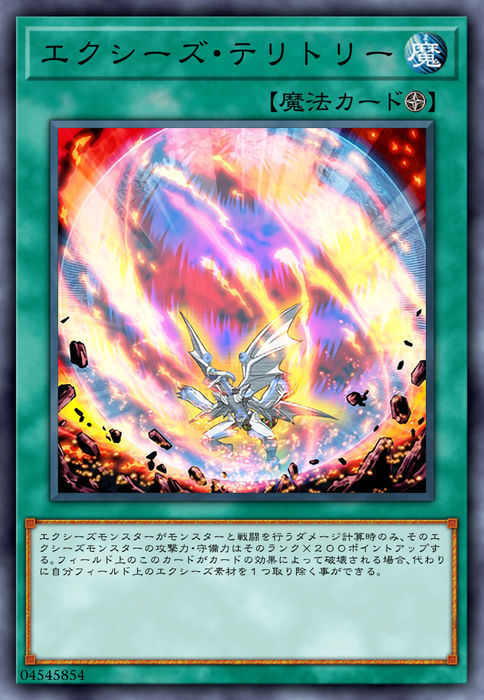 エクシーズ・テリトリー 魔
【魔法カード】
エクシーズモンスターがモンスターと戦闘を行うダメージ計算時のみ、そのエ
クシーズモンスターの攻撃力・守備力はそのランク×２００ポイントアップす
る。フィールド上のこのカードがカードの効果によって破壊される場合、代わり
に自分フィールド上のエクシーズ素材を１つ取り除く事ができる。
04545854